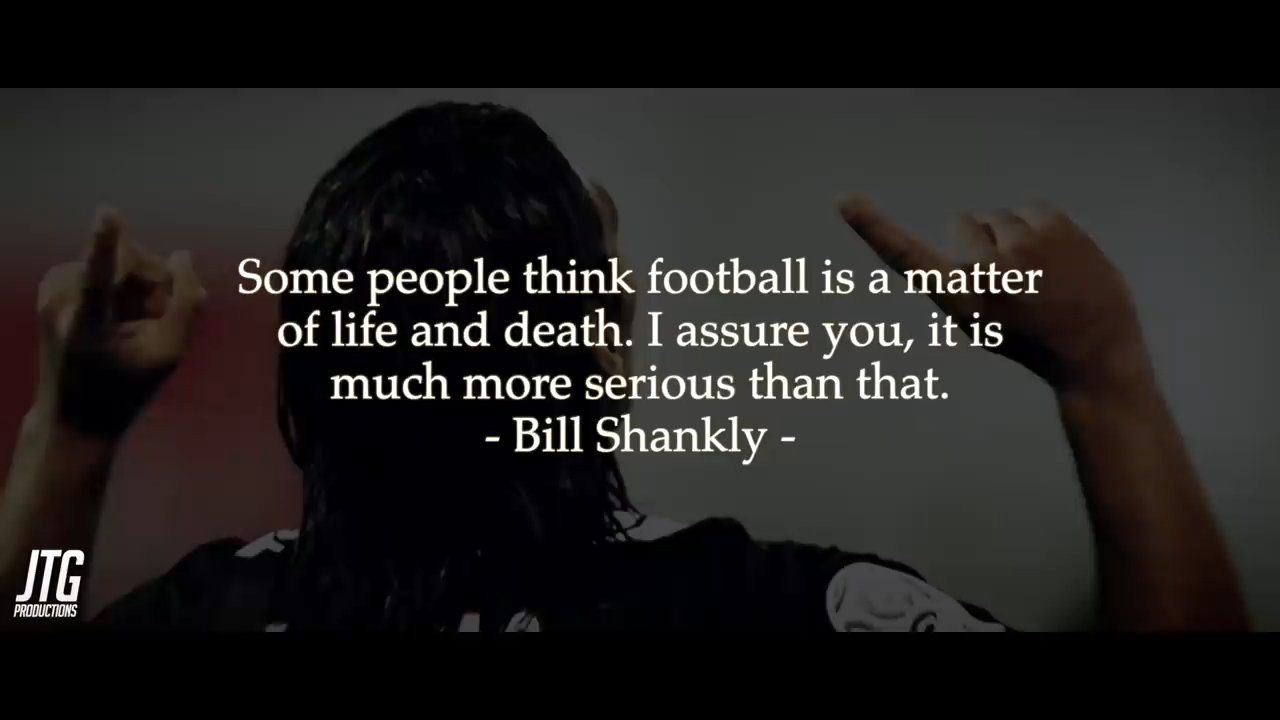 Some people think football is a matter
of life and death. I assure you, it is
much more serious than that.
- Bill Shankly -
JTG
PRODUCTIONS